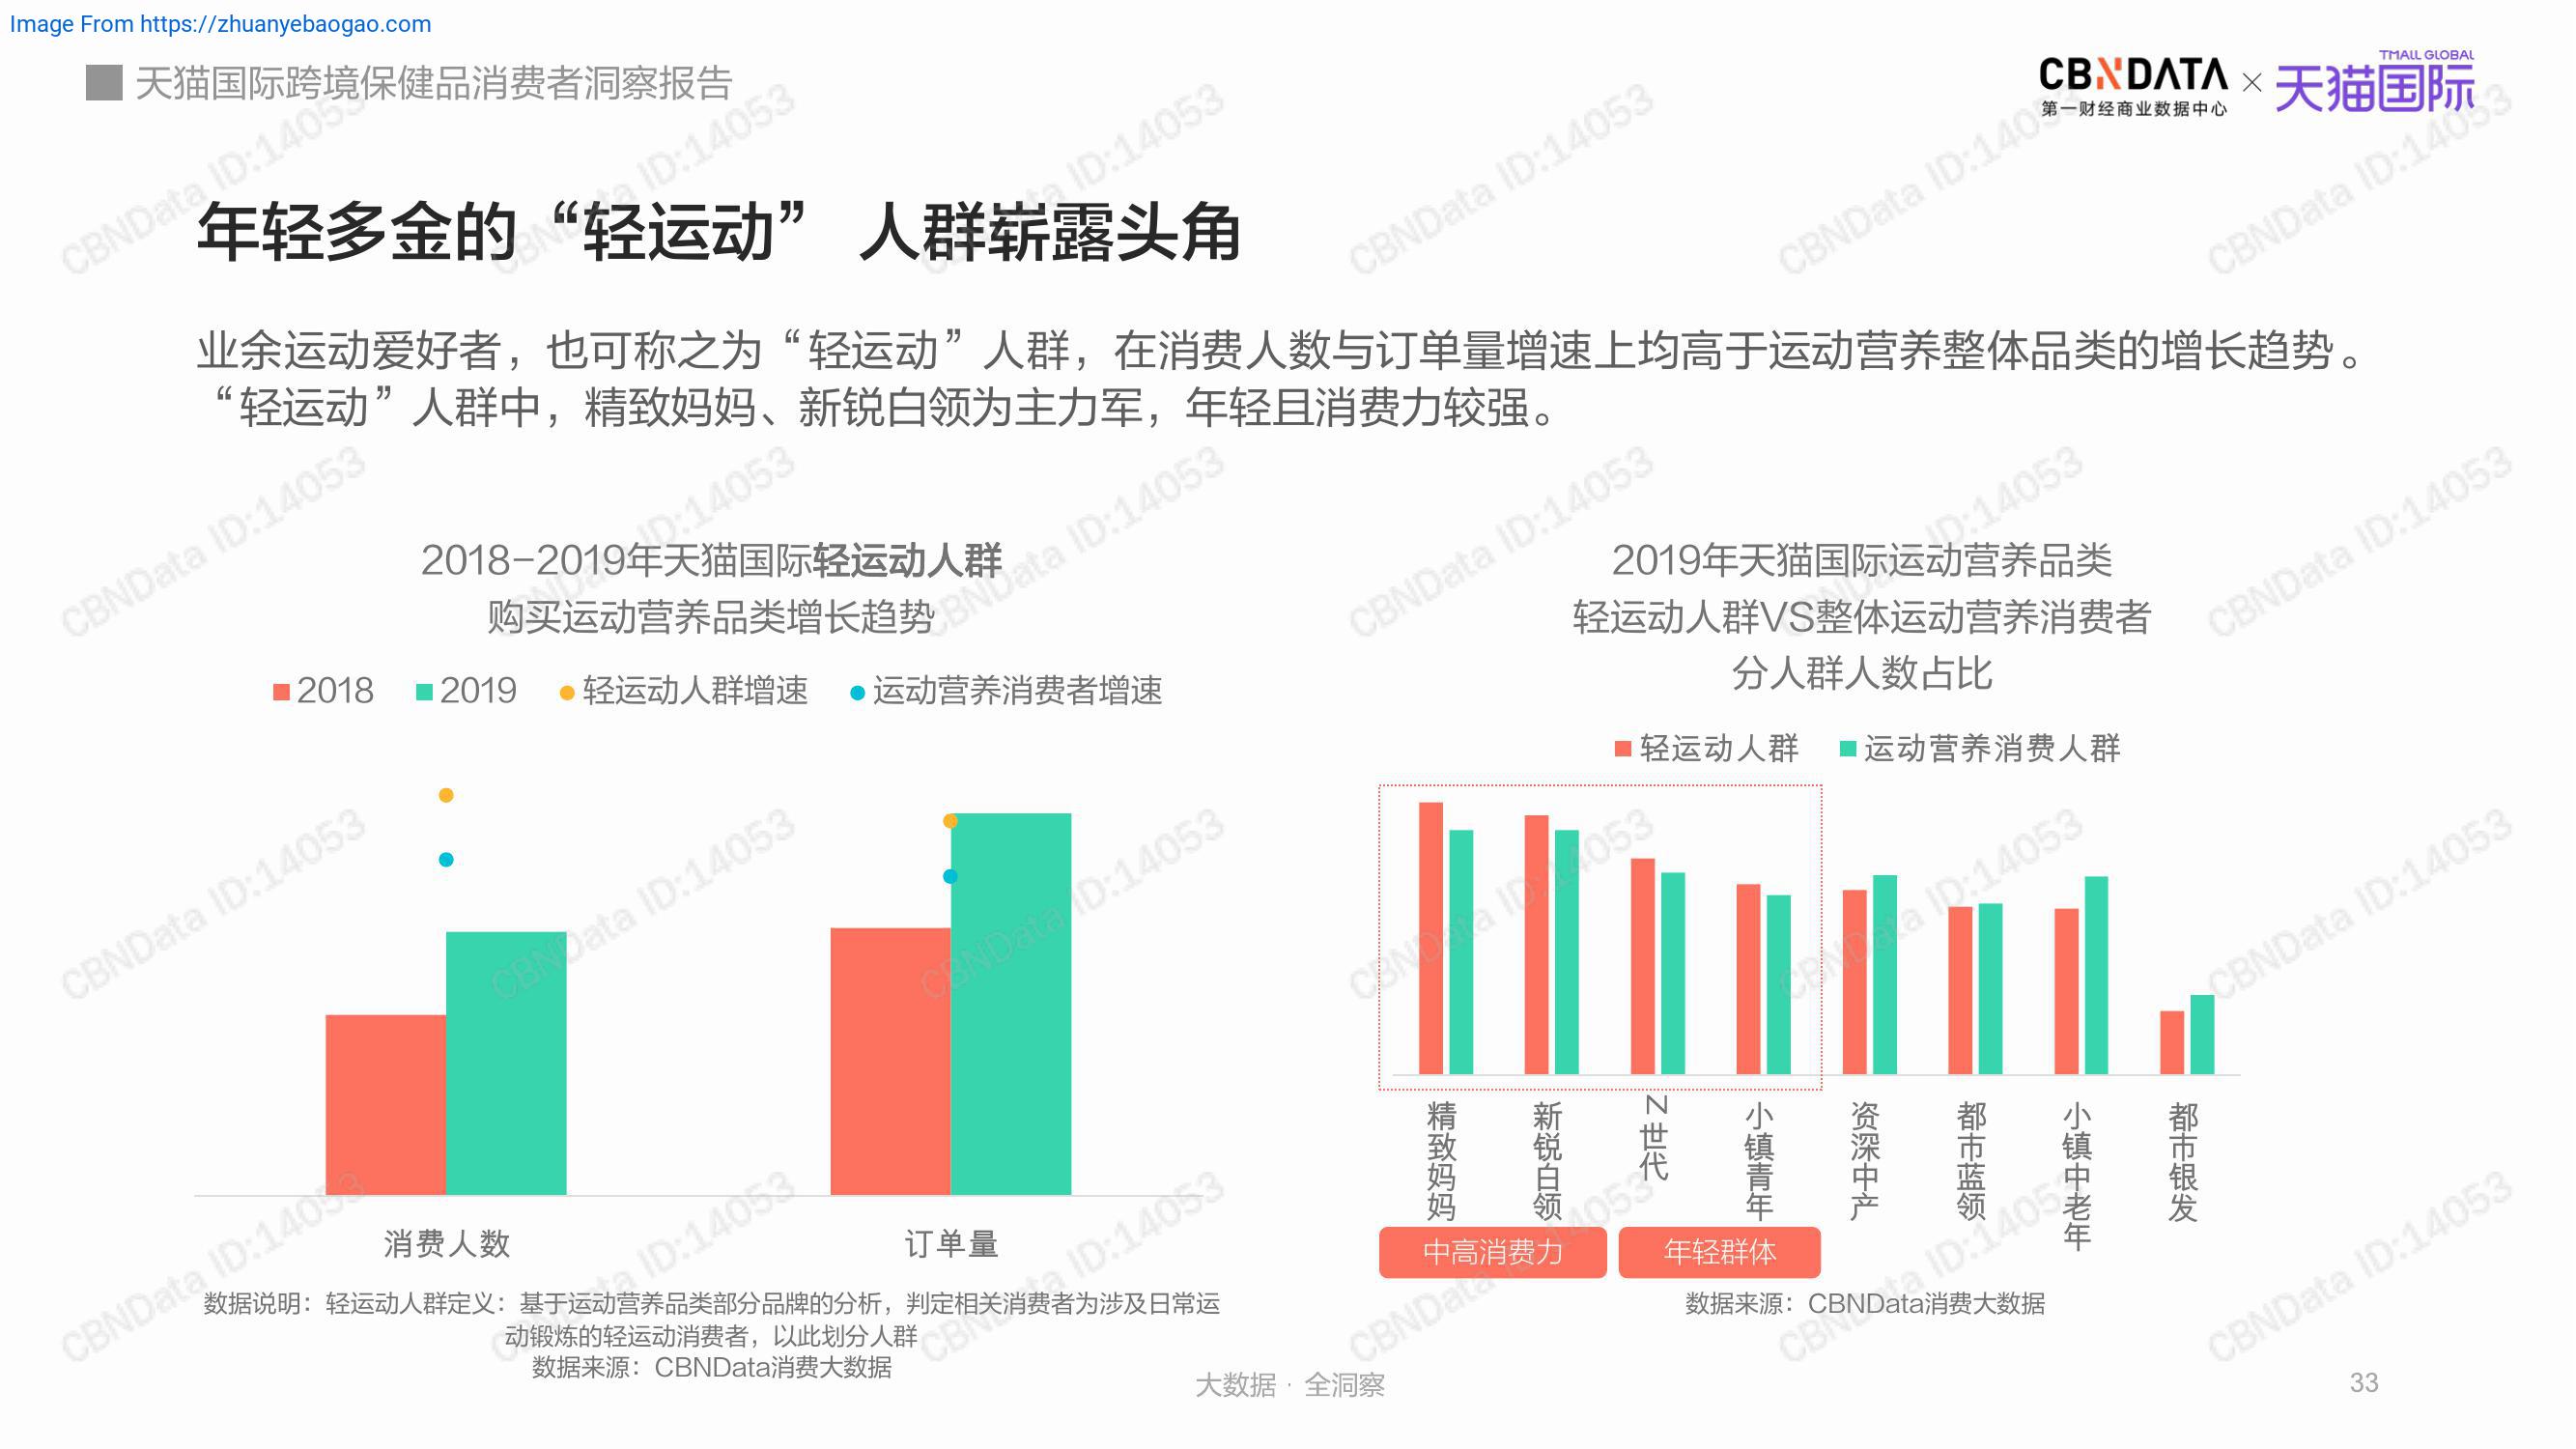 Image From https://zhuanyebaogao.com
天猫国际跨境保健品消费者洞察报告
CBNDATA
第一财经商业数据中心
×
TMALL GLOBAL
天猫国际
年轻多金的“轻运动” 人群崭露头角
业余运动爱好者，也可称之为“轻运动”人群，在消费人数与订单量增速上均高于运动营养整体品类的增长趋势。
“轻运动”人群中，精致妈妈、新锐白领为主力军，年轻且消费力较强。
2018-2019年天猫国际轻运动人群
购买运动营养品类增长趋势
2018 2019 轻运动人群增速 运动营养消费者增速
消费人数 订单量
数据说明：轻运动人群定义：基于运动营养品类部分品牌的分析，判定相关消费者为涉及日常运
动锻炼的轻运动消费者，以此划分人群
数据来源：CBNData消费大数据
2019年天猫国际运动营养品类
轻运动人群VS整体运动营养消费者
分人群人数占比
轻运动人群 运动营养消费人群
精致妈妈
新锐白领
Z世代
小镇青年
资深中产
都市蓝领
小镇中老年
都市银发
中高消费力 年轻群体
数据来源：CBNData消费大数据
大数据 · 全洞察
33
CBNData ID:14053